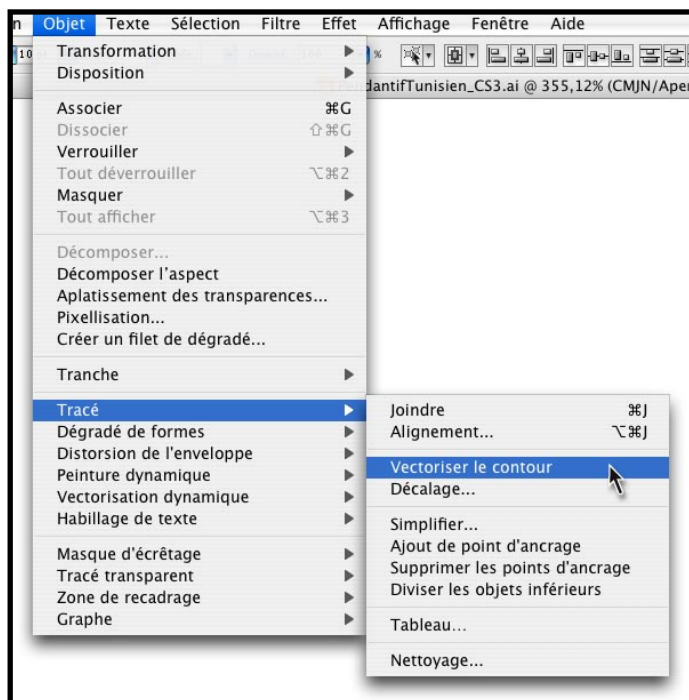 Objet Texte Sélection Filtre Effet Affichage Fenêtre Aide
10 %
dantifTunisien_CS3.ai @ 355,12% (CMJN/Aper
Transformation
Disposition
Associer ⌘G
Dissocier ⇧⌘G
Verrouiller
Tout déverrouiller ⌥⌘2
Masquer
Tout afficher ⌥⌘3
Décomposer...
Décomposer l'aspect
Aplatissement des transparences...
Pixellisation...
Créer un filet de dégradé...
Tranche
Tracé
Dégradé de formes
Distorsion de l'enveloppe
Peinture dynamique
Vectorisation dynamique
Habillage de texte
Masque d'écrêtage
Tracé transparent
Zone de recadrage
Graphe
Joindre ⌘J
Alignement... ⌥⌘J
Vectoriser le contour
Décalage...
Simplifier...
Ajout de point d'ancrage
Supprimer les points d'ancrage
Diviser les objets inférieurs
Tableau...
Nettoyage...